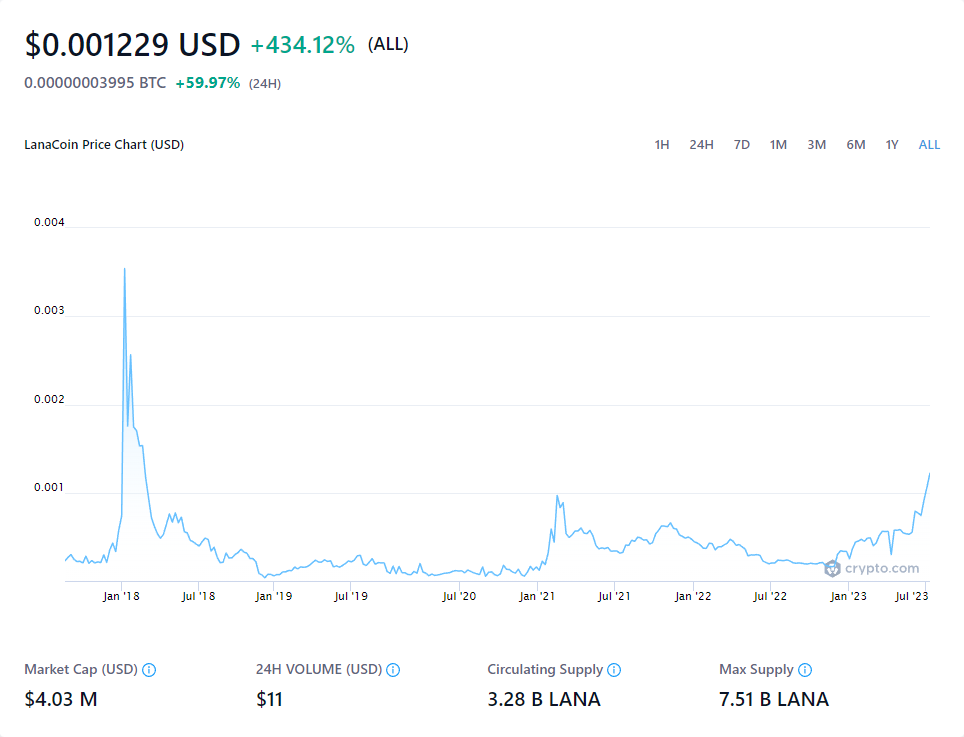 $0.001229 USD +434.12% (ALL)
0.00000003995 BTC +59.97% (24H)
LanaCoin Price Chart (USD) 1H 24H 7D 1M 3M 6M 1Y ALL
0.004
0.003
0.002
0.001
crypto.com
Jan '18 Jul '18 Jan '19 Jul '19 Jul '20 Jan '21 Jul '21 Jan '22 Jul '22 Jan '23 Jul '23
Market Cap (USD) 24H VOLUME (USD) Circulating Supply Max Supply
$4.03 M $11 3.28 B LANA 7.51 B LANA